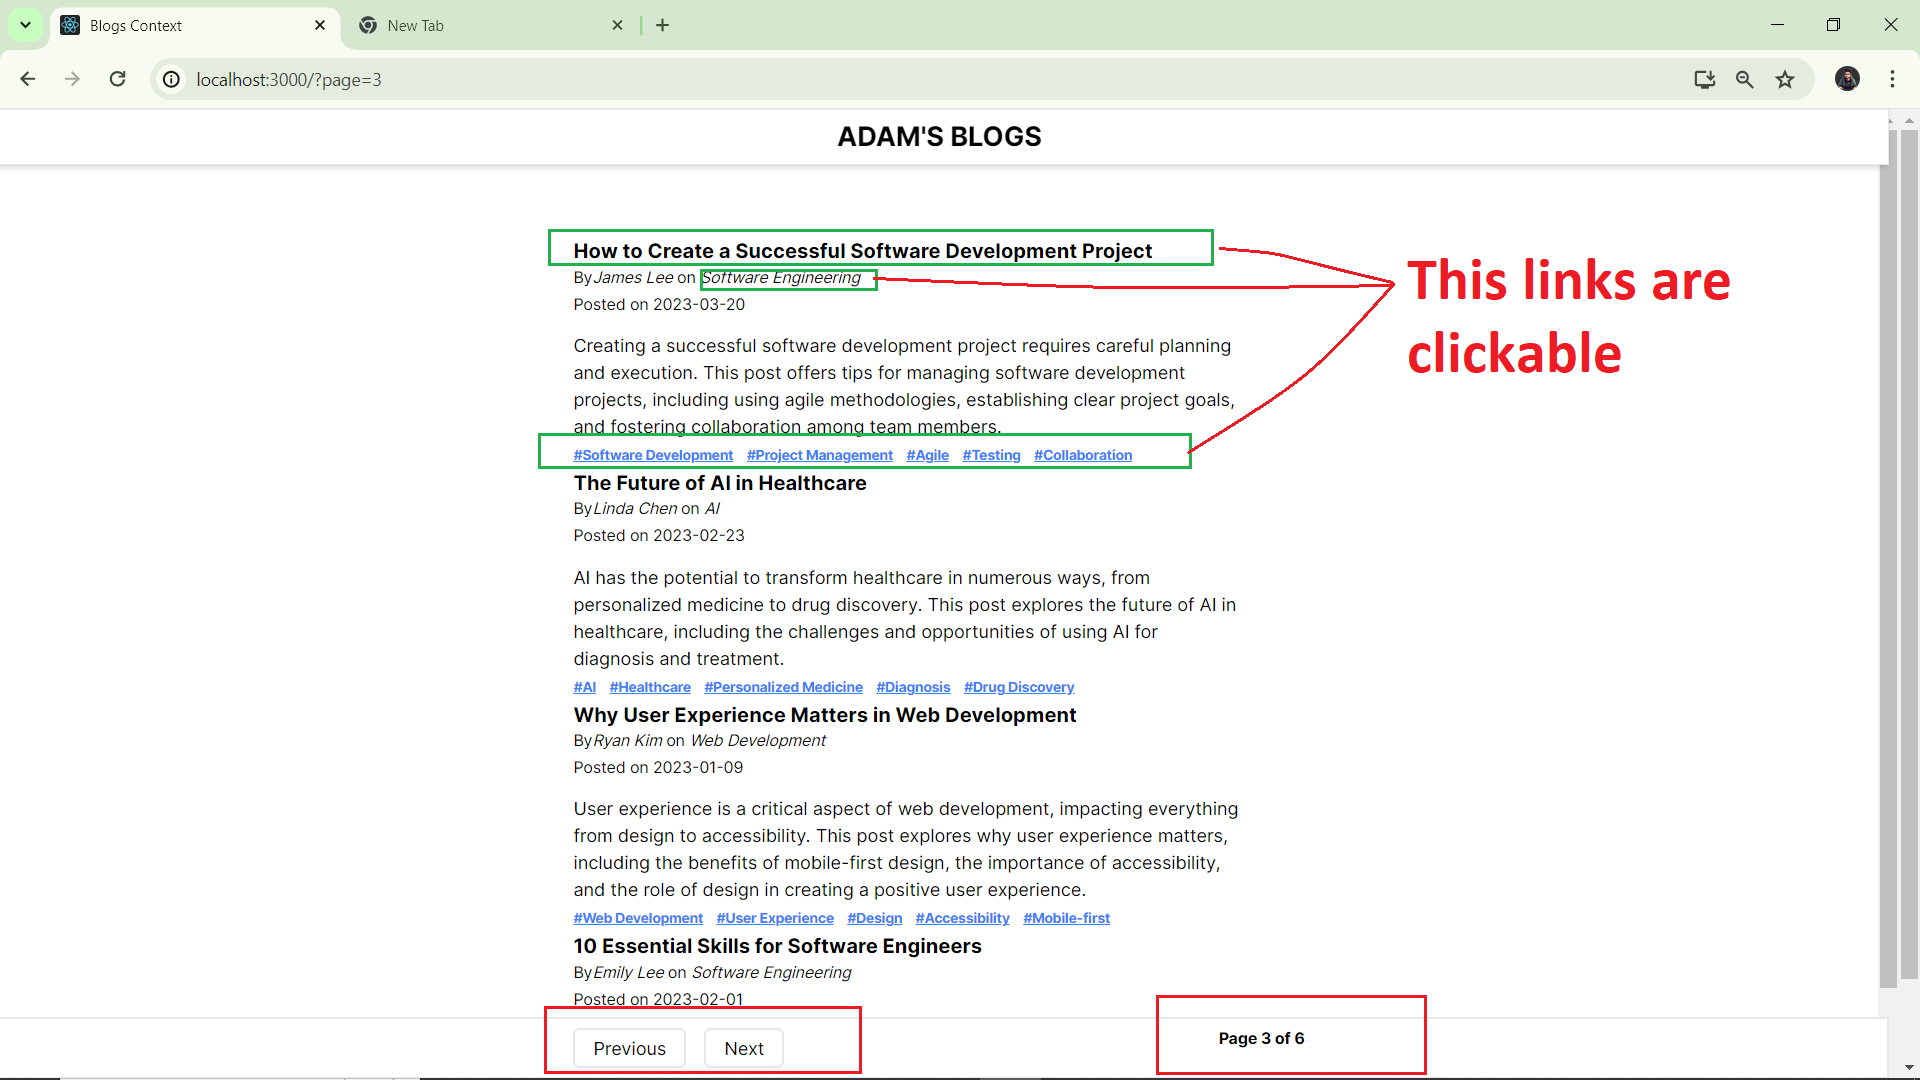 Blogs Context
New Tab
localhost:3000/?page=3
ADAM'S BLOGS
How to Create a Successful Software Development Project
By James Lee on Software Engineering
Posted on 2023-03-20
Creating a successful software development project requires careful planning
and execution. This post offers tips for managing software development
projects, including using agile methodologies, establishing clear project goals,
and fostering collaboration among team members.
#Software Development #Project Management #Agile #Testing #Collaboration
This links are
clickable
The Future of AI in Healthcare
By Linda Chen on AI
Posted on 2023-02-23
AI has the potential to transform healthcare in numerous ways, from
personalized medicine to drug discovery. This post explores the future of AI in
healthcare, including the challenges and opportunities of using AI for
diagnosis and treatment.
#AI #Healthcare #Personalized Medicine #Diagnosis #Drug Discovery
Why User Experience Matters in Web Development
By Ryan Kim on Web Development
Posted on 2023-01-09
User experience is a critical aspect of web development, impacting everything
from design to accessibility. This post explores why user experience matters,
including the benefits of mobile-first design, the importance of accessibility,
and the role of design in creating a positive user experience.
#Web Development #User Experience #Design #Accessibility #Mobile-first
10 Essential Skills for Software Engineers
By Emily Lee on Software Engineering
Posted on 2023-02-01
Previous Next
Page 3 of 6